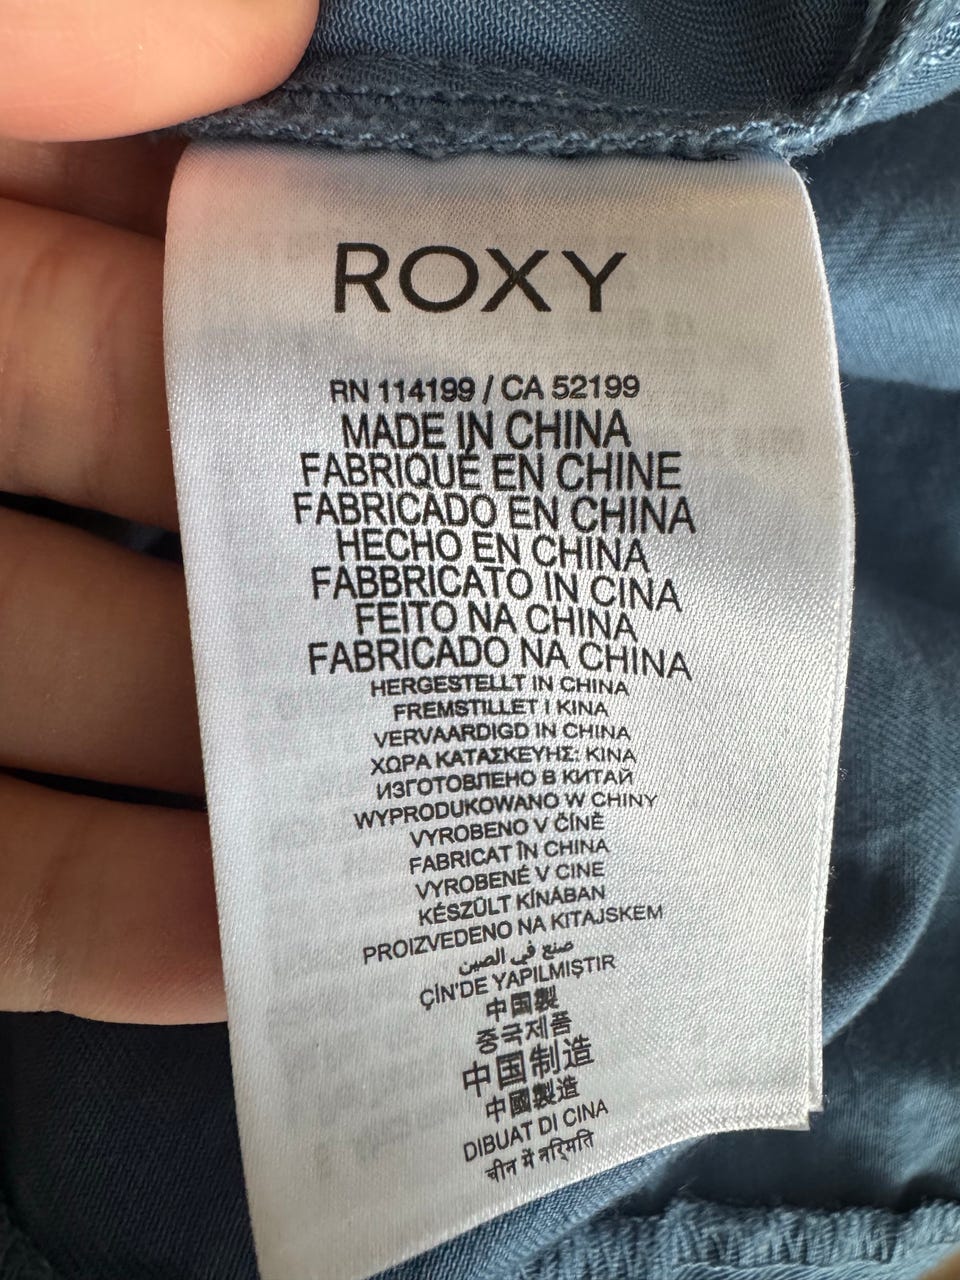 ROXY
RN 114199 / CA 52199
MADE IN CHINA
FABRIQUÉ EN CHINE
FABRICADO EN CHINA
HECHO EN CHINA
FABBRICATO IN CINA
FEITO NA CHINA
FABRICADO NA CHINA
HERGESTELLT IN CHINA
FREMSTILLET I KINA
VERVAARDIGD IN CHINA
ΧΩΡΑ ΚΑΤΑΣΚΕΥΗΣ: ΚΙΝΑ
ИЗГОТОВЛЕНО В КИТАЙ
WYPRODUKOWANO W CHINY
VYROBENO V ČÍNĚ
FABRICAT ÎN CHINA
VYROBENÉ V CINE
KÉSZÜLT KÍNÁBAN
PROIZVEDENO NA KITAJSKEM
صنع في الصين
ÇİN'DE YAPILMIŞTIR
中国製
중국제품
中国制造
中國製造
DIBUAT DI CINA
चीन में नर्िमति